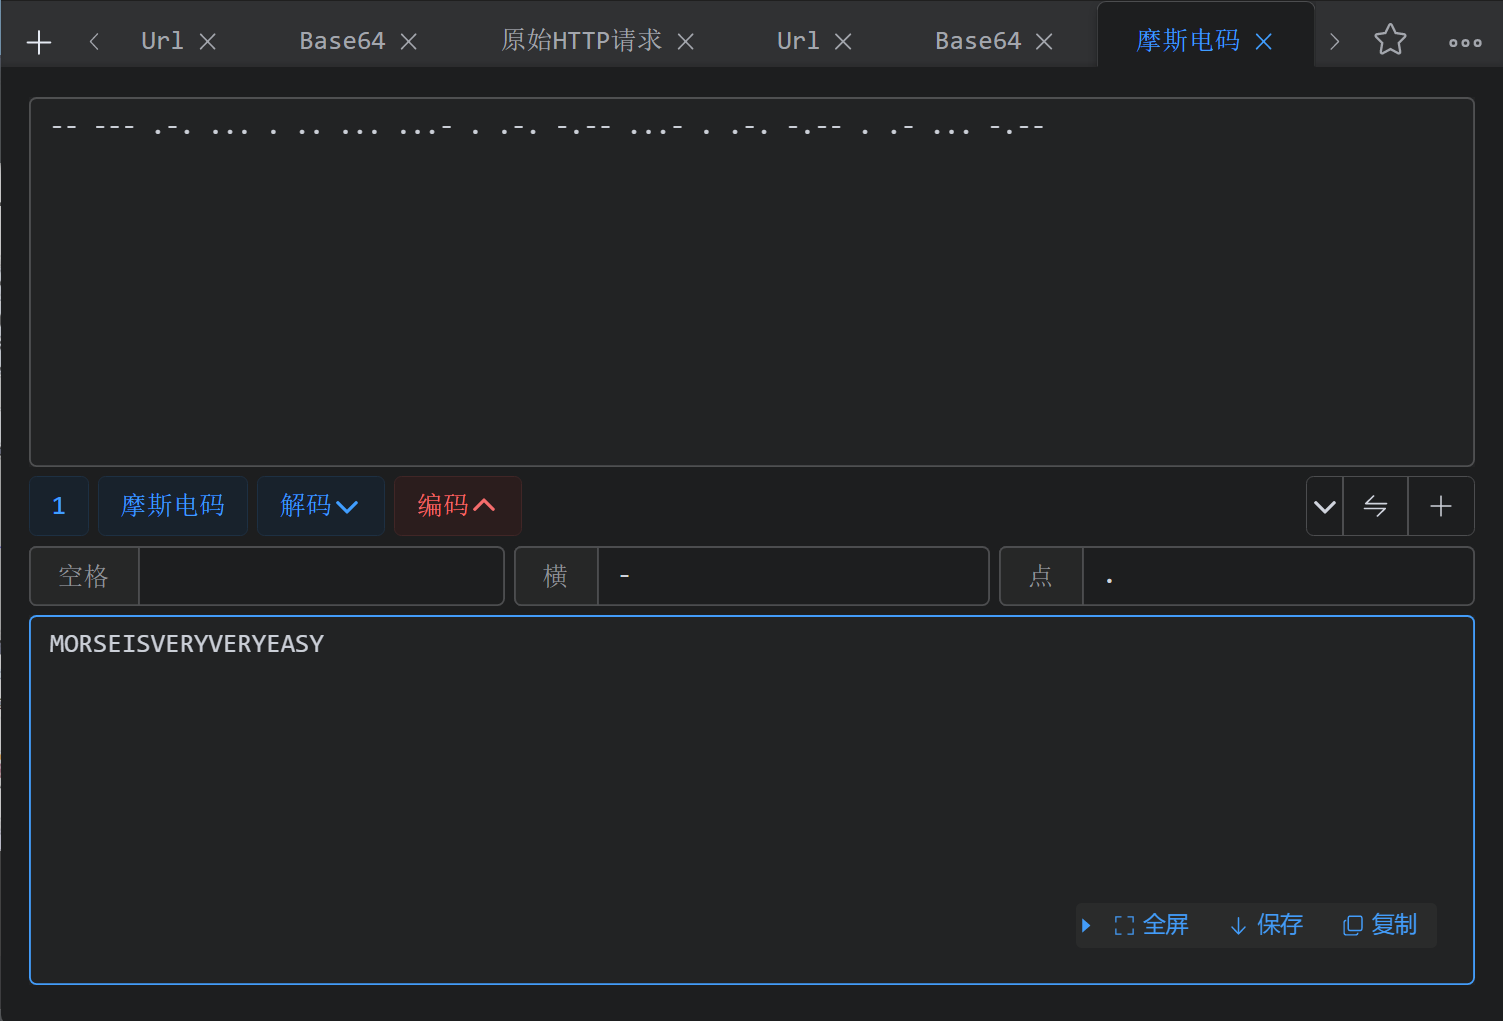 Url Base64 原始HTTP请求 Url Base64 摩斯电码
-- --- .-. ... . .. ... ...- . .-. -.-- ...- . .-. -.-- . .- ... -.--
1 摩斯电码 解码 编码
空格 横 - 点 .
MORSEISVERYVERYEASY
全屏 保存 复制